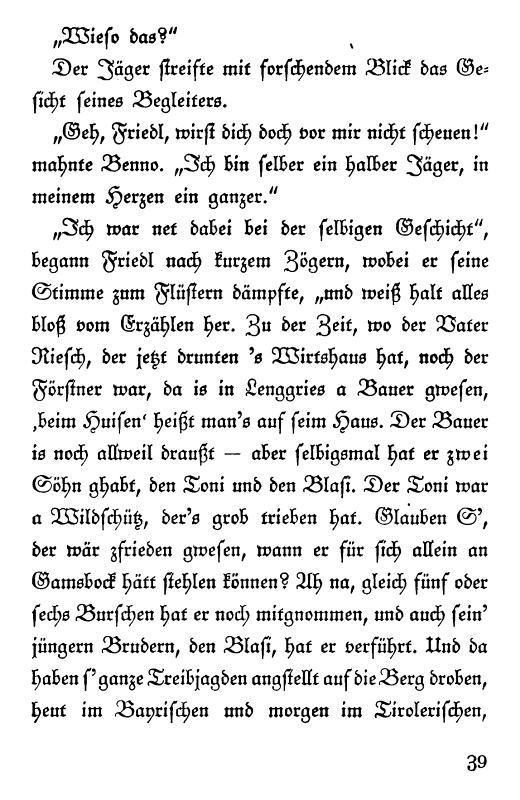 „Wieso das?“
Der Jäger streifte mit forschendem Blick das Ge-
sicht seines Begleiters.
„Geh, Friedl, wirst dich doch vor mir nicht scheuen!“
mahnte Benno. „Ich bin selber ein halber Jäger, in
meinem Herzen ein ganzer.“
„Ich war net dabei bei der selbigen Geschicht“,
begann Friedl nach kurzem Zögern, wobei er seine
Stimme zum Flüstern dämpfte, „und weiß halt alles
bloß vom Erzählen her. Zu der Zeit, wo der Vater
Riesch, der jetzt drunten ’s Wirtshaus hat, noch der
Förstner war, da is in Lenggries a Bauer gwesen,
‚beim Huisen‘ heißt man’s auf seim Haus. Der Bauer
is noch allweil draußt — aber selbigsmal hat er zwei
Söhn ghabt, den Toni und den Blasi. Der Toni war
a Wildschütz, der’s grob trieben hat. Glauben S’,
der wär zfrieden gwesen, wann er für sich allein an
Gamsbock hätt stehlen können? Ah na, gleich fünf oder
sechs Burschen hat er noch mitgnommen, und auch sein’
jüngern Brudern, den Blasi, hat er verführt. Und da
haben s’ ganze Treibjagden angstellt auf die Berg droben,
heut im Bayrischen und morgen im Tirolerischen,
39